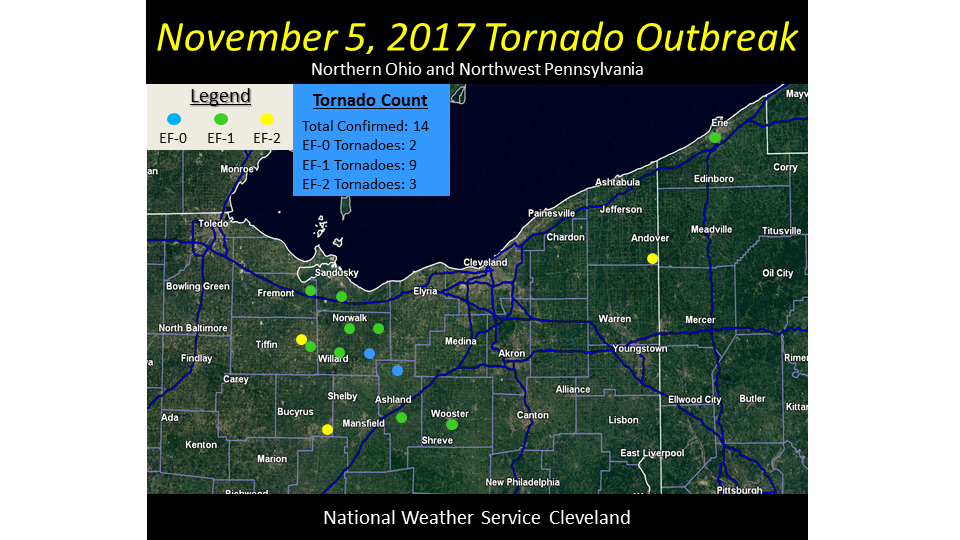 November 5, 2017 Tornado Outbreak
Northern Ohio and Northwest Pennsylvania
Legend
EF-0 EF-1 EF-2
Tornado Count
Total Confirmed: 14
EF-0 Tornadoes: 2
EF-1 Tornadoes: 9
EF-2 Tornadoes: 3
Mayv
Erie
Corry
Monroe
Edinboro
Ashtabula
Painesville
Jefferson
Toledo
Meadville
Titusville
Chardon
Andover
Cleveland
Sandusky
Oil City
Bowling Green
Fremont
Elyria
Norwalk
Warren
Mercer
North Baltimore
Tiffin
Medina
Akron
Youngstown
Findlay
Willard
Rimer
Carey
Shelby
Ashland
Alliance
Ellwood City
Butler
Kittan
Ada
Bucyrus
Mansfield
Wooster
Canton
Lisbon
Kenton
Shreve
Marion
East Liverpool
New Philadelphia
Richwood
Pittsburgh
National Weather Service Cleveland